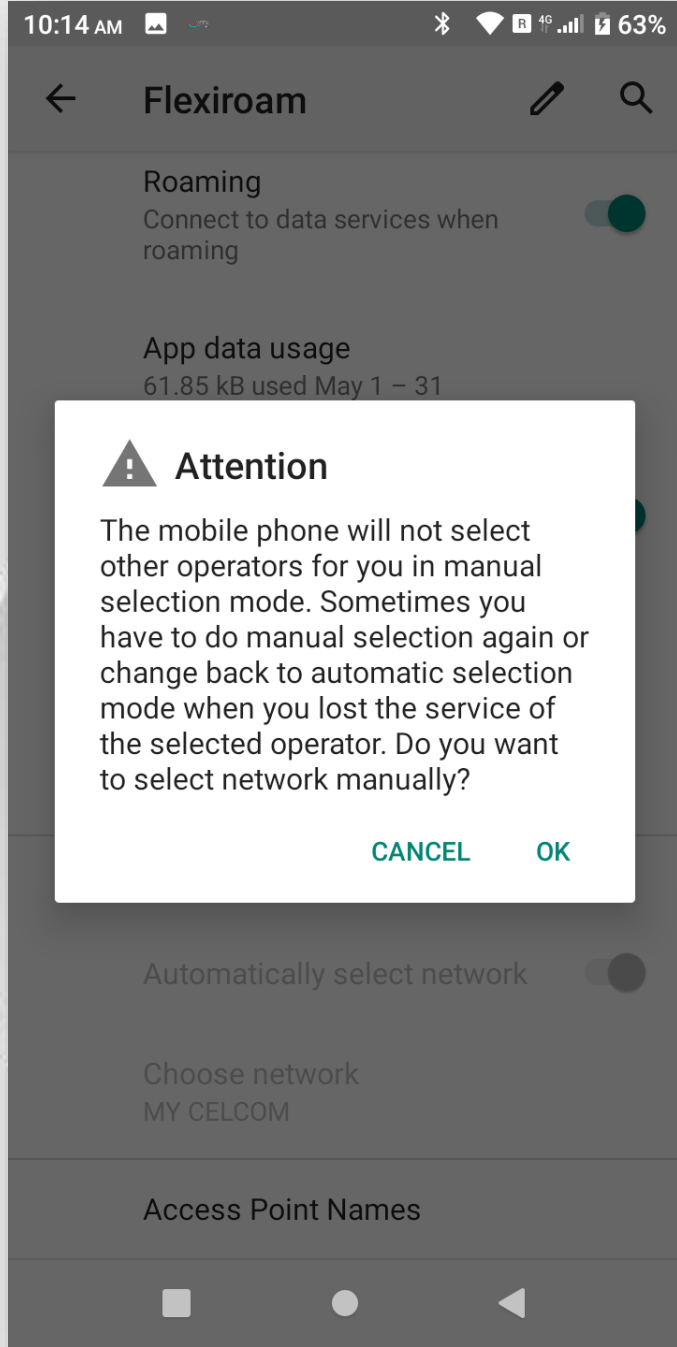 10:14 AM R 4G 63%
Flexiroam
Roaming
Connect to data services when
roaming
App data usage
61.85 kB used May 1 – 31
Attention
The mobile phone will not select
other operators for you in manual
selection mode. Sometimes you
have to do manual selection again or
change back to automatic selection
mode when you lost the service of
the selected operator. Do you want
to select network manually?
CANCEL OK
Automatically select network
Choose network
MY CELCOM
Access Point Names